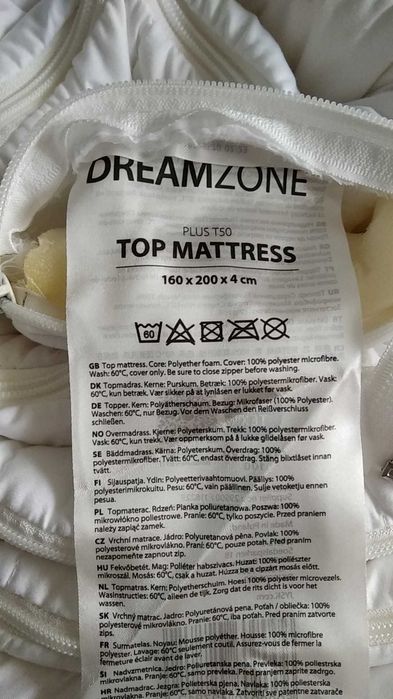 DREAMZONE
PLUS T50
TOP MATTRESS
160 x 200 x 4 cm
60
GB Top mattress. Core: Polyether foam. Cover: 100% polyester microfibre.
Wash: 60°C, cover only. Be sure to close zipper before washing.
DK Topmadras. Kerne: Purskum. Betræk: 100% polyestermikrofiber. Vask:
60°C, kun betræk. Vær sikker på at lynlåsen er lukket før vask.
DE Topper. Kern: Polyätherschaum. Bezug: Mikrofaser (100% Polyester).
Waschen: 60°C, nur Bezug. Vor dem Waschen den Reißverschluss
schließen.
NO Overmadrass. Kjerne: Polyeterskum. Trekk: 100% polyestermikrofiber.
Vask: 60°C, kun trekk. Vær oppmerksom på å lukke glidelåsen før vask.
SE Bäddmadrass. Kärna: Polyeterskum. Överdrag: 100%
polyestermikrofiber. Tvätt: 60°C, endast överdrag. Stäng blixtlåset innan
tvätt.
FI Sijauspatja. Ydin: Polyeetterivaahtomuovi. Päällys: 100%
polyesterimikrokuitu. Pesu: 60°C, vain päällinen. Sulje vetoketju ennen
pesua.
PL Topmaterac. Rdzeń: Pianka poliuretanowa. Poszwa: 100%
mikrowłókno poliestrowe. Pranie: 60°C, tylko poszycie. Przed praniem
należy zapiąć zamek.
CZ Vrchní matrace. Jádro: Polyuretanová pěna. Povlak: 100%
polyesterové mikrovlákno. Praní: 60°C, pouze potah. Před praním
nezapomeňte zapnout zip.
HU Fekvőbetét. Mag: Poliéter habszivacs. Huzat: 100% poliészter
mikroszál. Mosás: 60°C, csak a huzat. Húzza be a cipzárt mosás előtt.
NL Topmatras. Kern: Polyetherschuim. Hoes: 100% polyester microvezels.
Wasinstructies: 60°C, alleen de tijk. Zorg dat de rits dicht is voor het
wassen.
SK Vrchný matrac. Jadro: Polyuretánová pena. Poťah / obliečka: 100%
polyesterové mikrovlákno. Pranie: 60°C, iba poťah. Pred praním zatvorte
zips.
FR Surmatelas. Noyau: Mousse polyéther. Housse: 100% microfibre de
polyester. Lavage: 60°C seulement coutil. Assurez-vous de fermer la
fermeture éclair avant de laver.
SI Nadvzmetnica. Jedro: Poliuretanska pena. Prevleka: 100% poliestrska
mikrovlakna. Pranje: 60°C, samo prevleko. Pred pranjem zaprite zadrgo.
HR Nadmadrac. Jezgra: Poliuretanska pjena. Navlaka: 100% poliestersko
mikrovlakno. Pranje: 60°C, samo navlaku. Zatvoriti sve patentne zatvarače